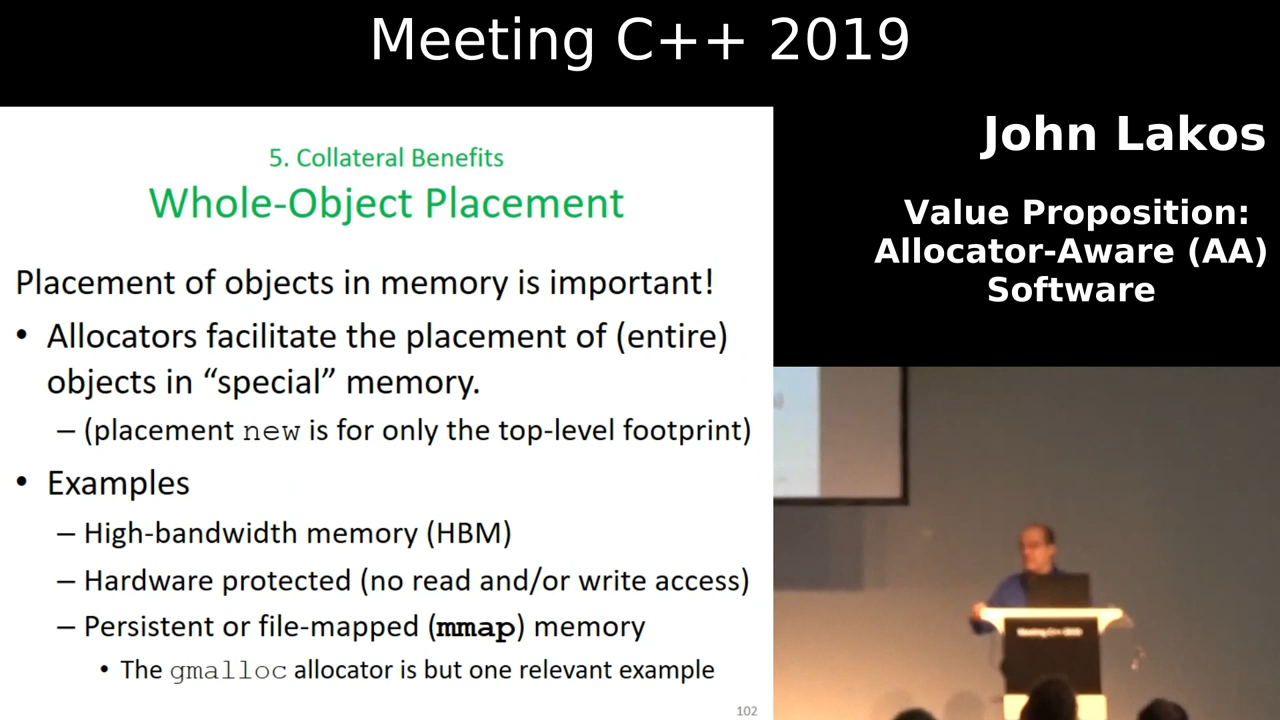 Meeting C++ 2019
5. Collateral Benefits
Whole-Object Placement
Placement of objects in memory is important!
• Allocators facilitate the placement of (entire)
objects in “special” memory.
– (placement new is for only the top-level footprint)
• Examples
– High-bandwidth memory (HBM)
– Hardware protected (no read and/or write access)
– Persistent or file-mapped (mmap) memory
• The gmalloc allocator is but one relevant example
102
John Lakos
Value Proposition:
Allocator-Aware (AA)
Software
Meeting C++ 2019